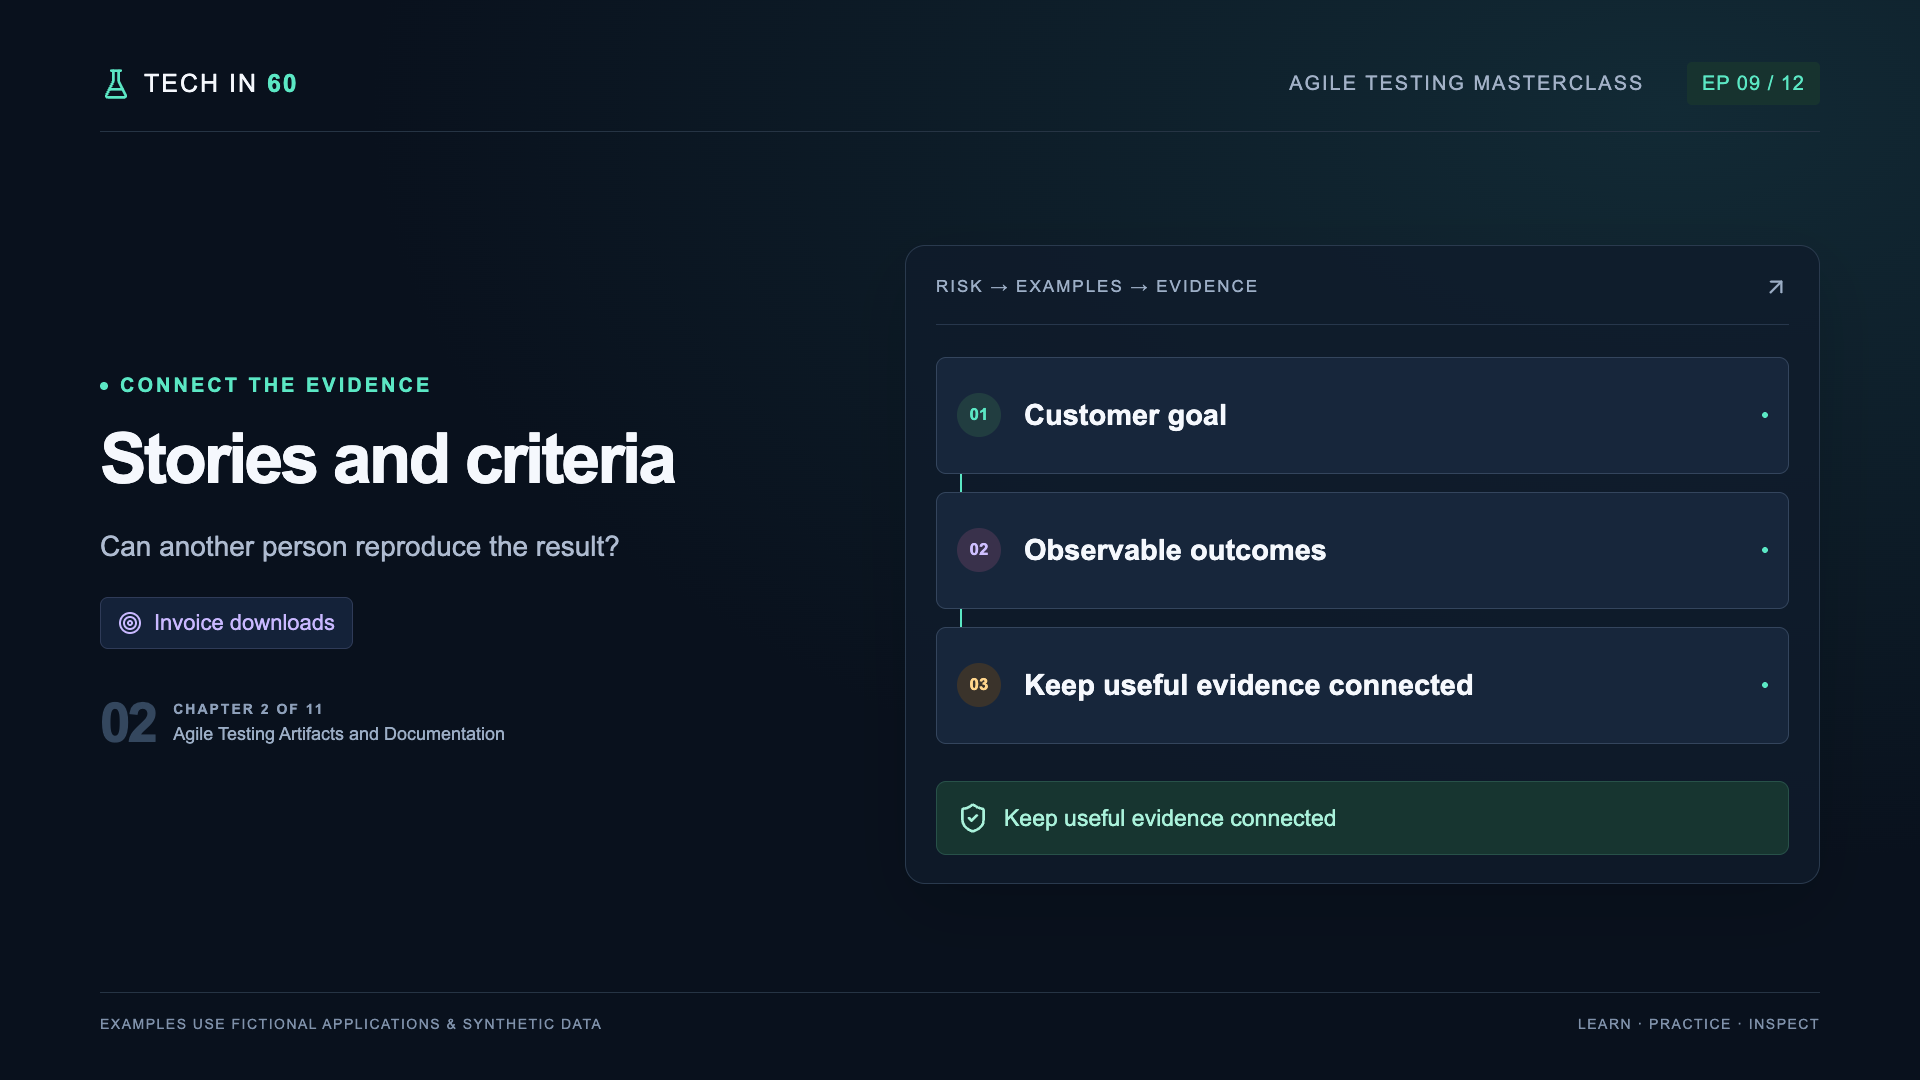 TECH IN 60
AGILE TESTING MASTERCLASS
EP 09 / 12
CONNECT THE EVIDENCE
Stories and criteria
Can another person reproduce the result?
Invoice downloads
02
CHAPTER 2 OF 11
Agile Testing Artifacts and Documentation
RISK → EXAMPLES → EVIDENCE
01
Customer goal
02
Observable outcomes
03
Keep useful evidence connected
Keep useful evidence connected
EXAMPLES USE FICTIONAL APPLICATIONS & SYNTHETIC DATA
LEARN · PRACTICE · INSPECT